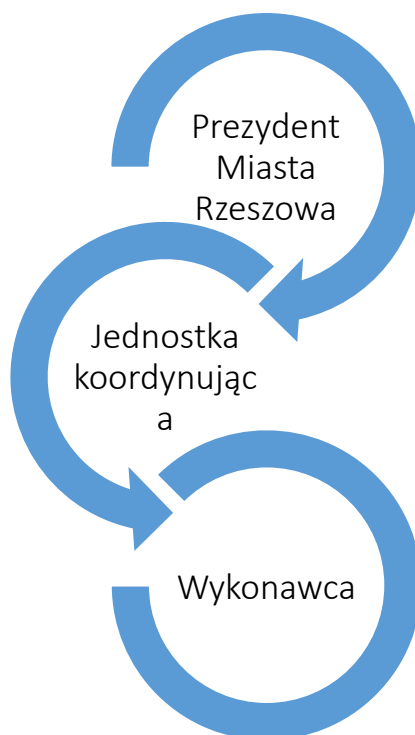 Prezydent
Miasta
Rzeszowa
Jednostka
koordynując
a
Wykonawca